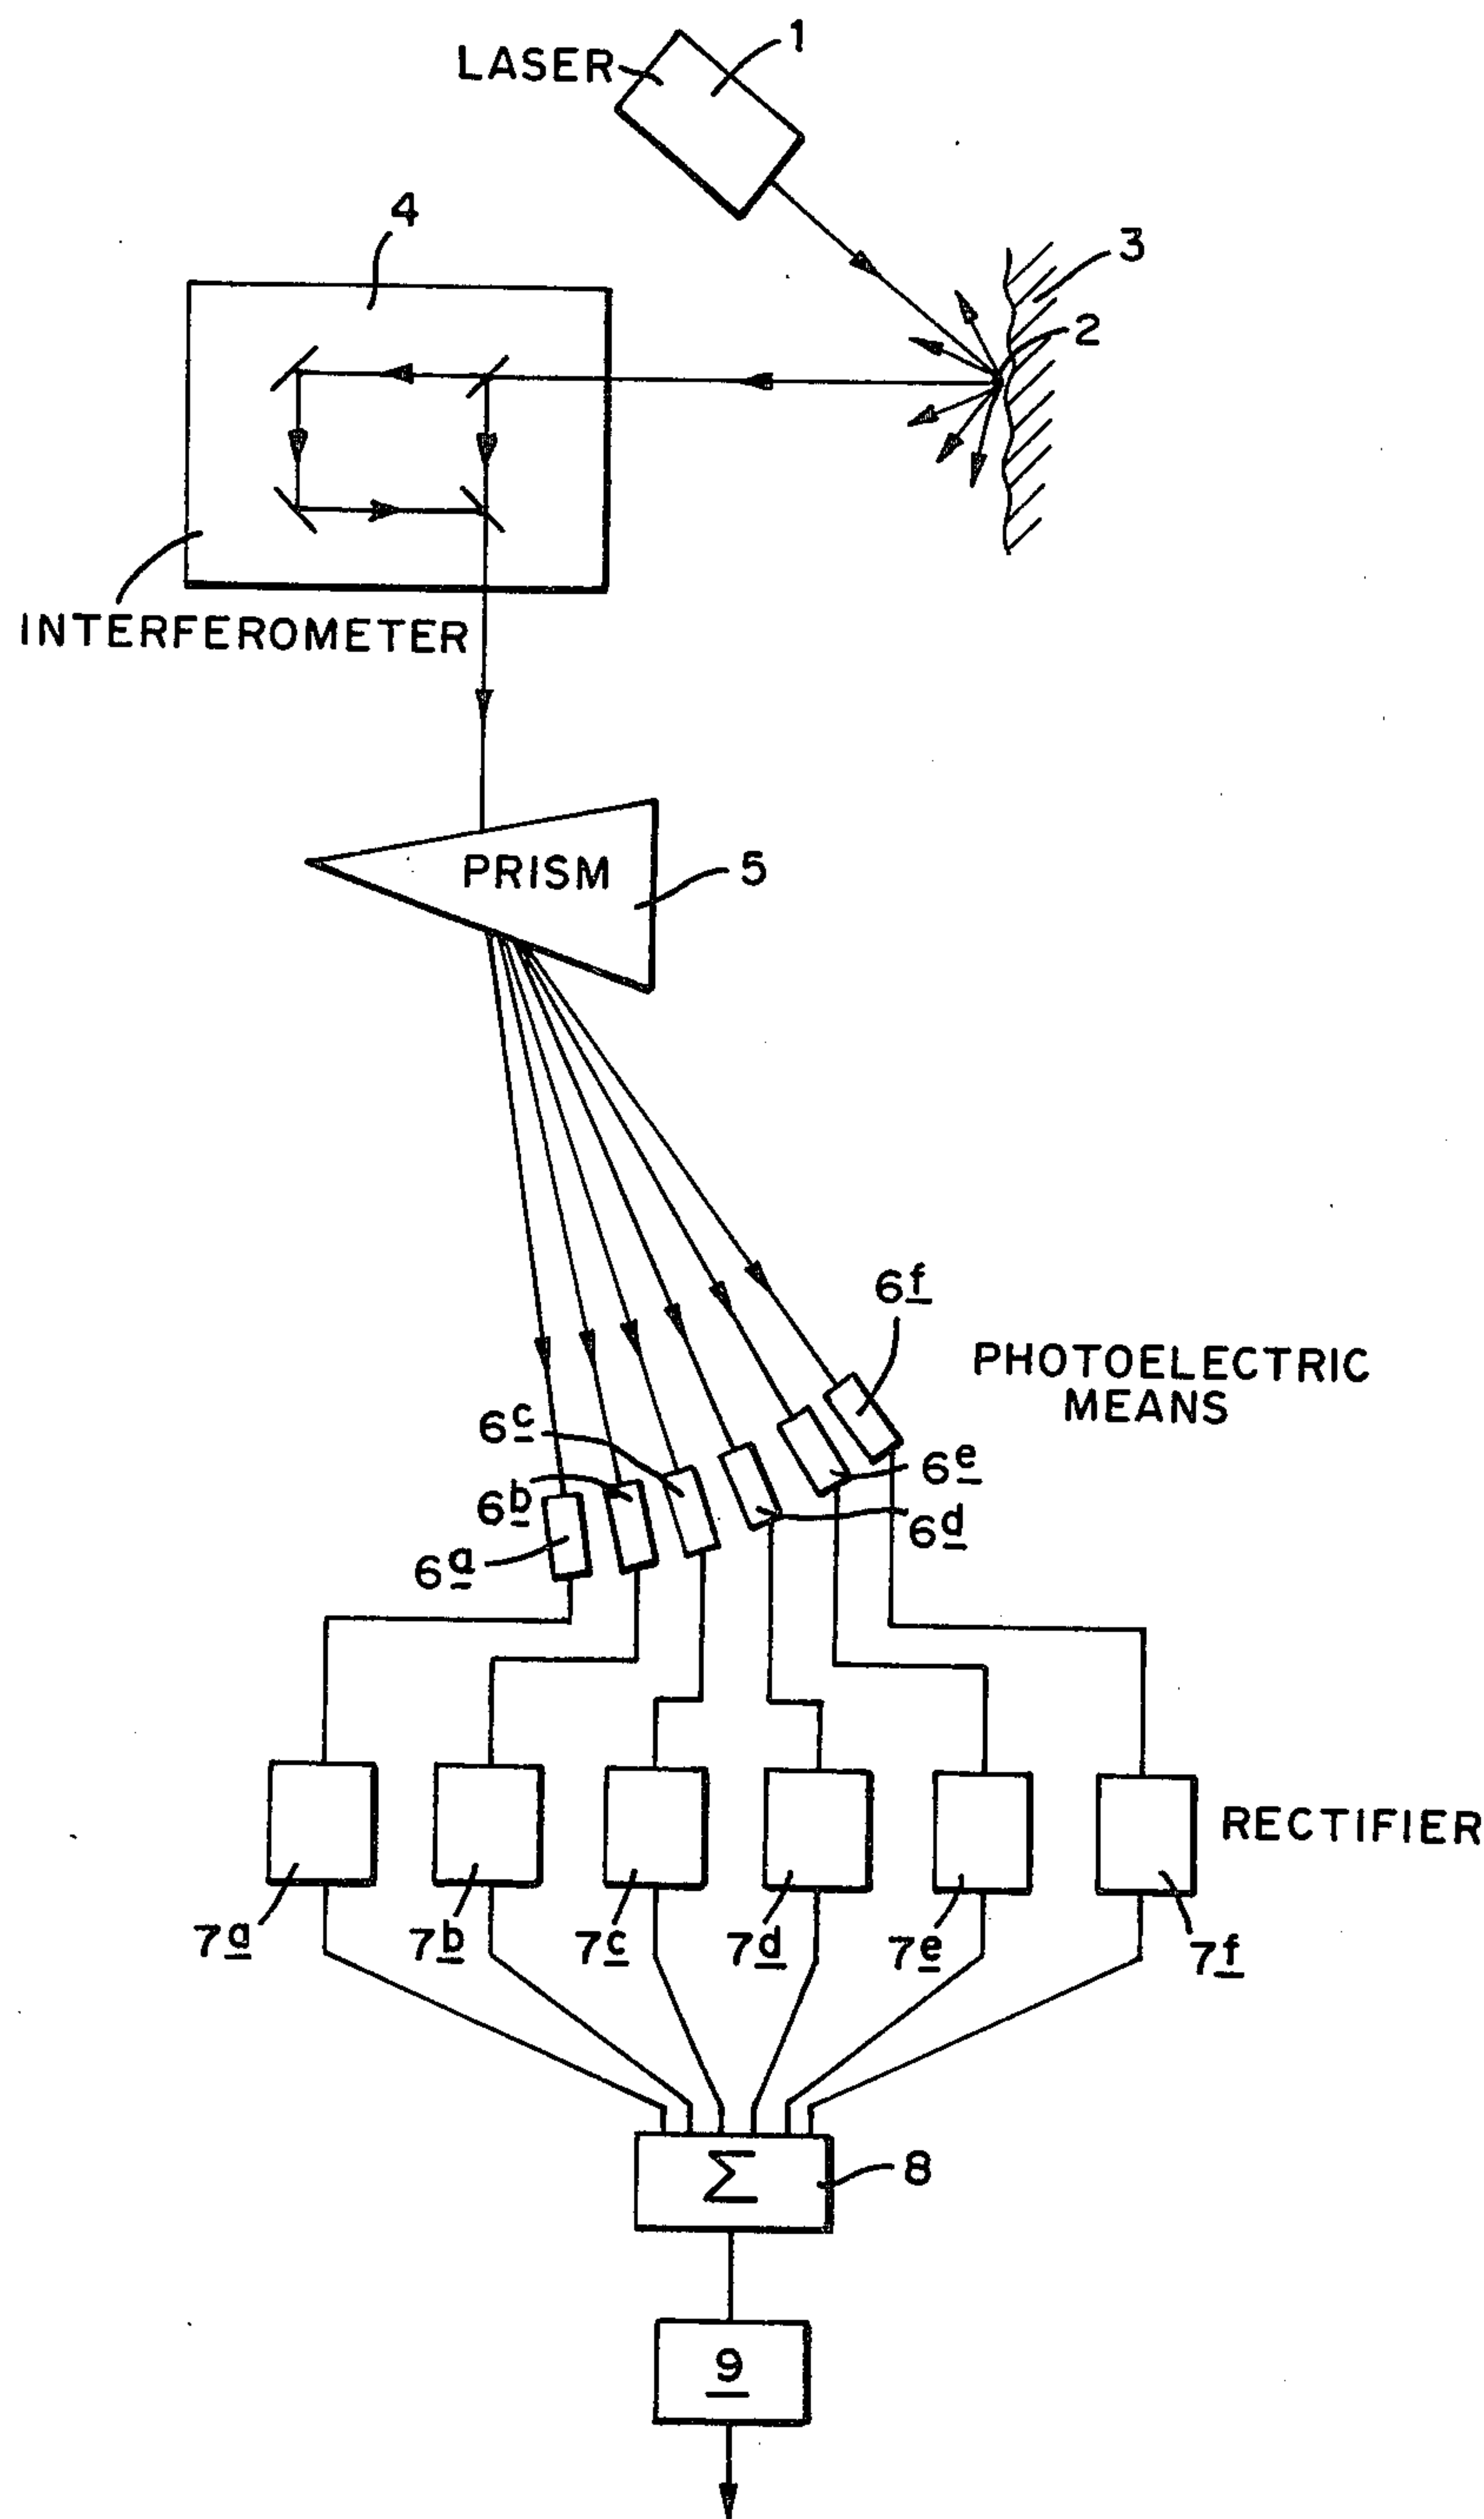 LASER
1
4
3
2
INTERFEROMETER
PRISM
5
6f
PHOTOELECTRIC
MEANS
6c
6e
6b
6d
6a
RECTIFIER
7a
7b
7c
7d
7e
7f
Σ
8
9